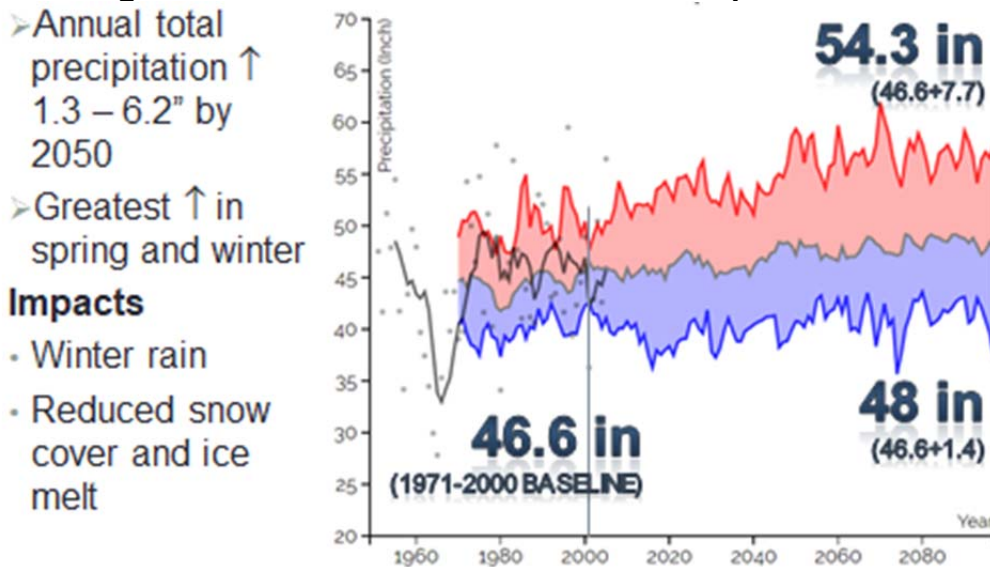 ➢Annual total
precipitation ↑
1.3 – 6.2” by
2050
➢Greatest ↑ in
spring and winter
Impacts
• Winter rain
• Reduced snow
cover and ice
melt
Precipitation (Inch)
70
65
60
55
50
45
40
35
30
25
20
54.3 in
(46.6+7.7)
48 in
(46.6+1.4)
46.6 in
(1971-2000 BASELINE)
1960 1980 2000 2020 2040 2060 2080